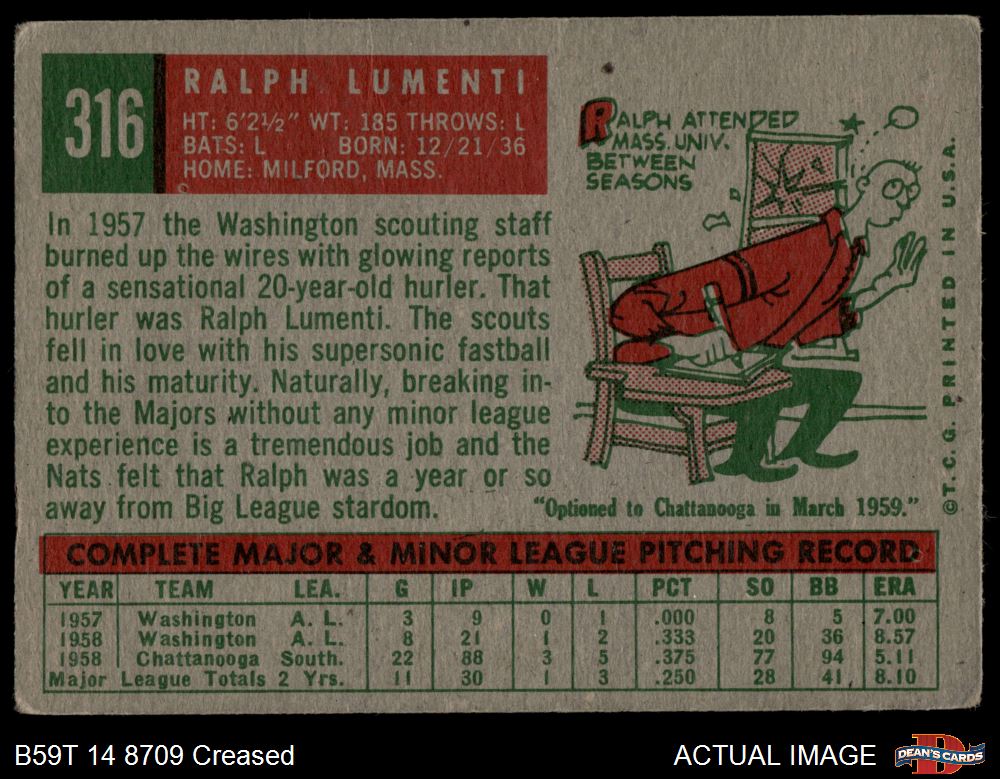 316
RALPH LUMENTI
HT: 6'2½" WT: 185 THROWS: L
BATS: L BORN: 12/21/36
HOME: MILFORD, MASS.
In 1957 the Washington scouting staff
burned up the wires with glowing reports
of a sensational 20-year-old hurler. That
hurler was Ralph Lumenti. The scouts
fell in love with his supersonic fastball
and his maturity. Naturally, breaking in-
to the Majors without any minor league
experience is a tremendous job and the
Nats felt that Ralph was a year or so
away from Big League stardom.
RALPH ATTENDED
MASS. UNIV.
BETWEEN
SEASONS
"Optioned to Chattanooga in March 1959."
©T.C.G. PRINTED IN U.S.A.
COMPLETE MAJOR & MINOR LEAGUE PITCHING RECORD
YEAR TEAM LEA. G IP W L PCT SO BB ERA
1957 Washington A. L. 3 9 0 1 .000 8 5 7.00
1958 Washington A. L. 8 21 1 2 .333 20 36 8.57
1958 Chattanooga South. 22 88 3 5 .375 77 94 5.11
Major League Totals 2 Yrs. 11 30 1 3 .250 28 41 8.10
B59T 14 8709 Creased
ACTUAL IMAGE
DEAN'S CARDS